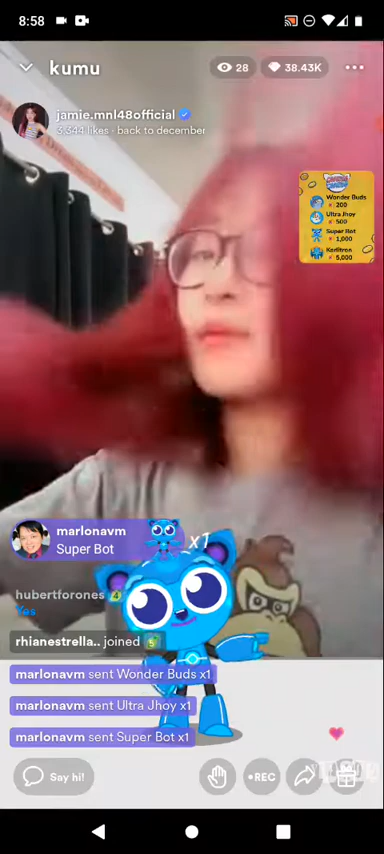 8:58
kumu
28
38.43K
jamie.mnl48official
3,344 likes · back to december
Wonder Buds
200
Ultra Jhoy
500
Super Bot
1,000
Kerlitron
5,000
marlonavm
Super Bot
x1
hubertforones 4
Yes
rhianestrella.. joined
marlonavm sent Wonder Buds x1
marlonavm sent Ultra Jhoy x1
marlonavm sent Super Bot x1
Say hi!
•REC